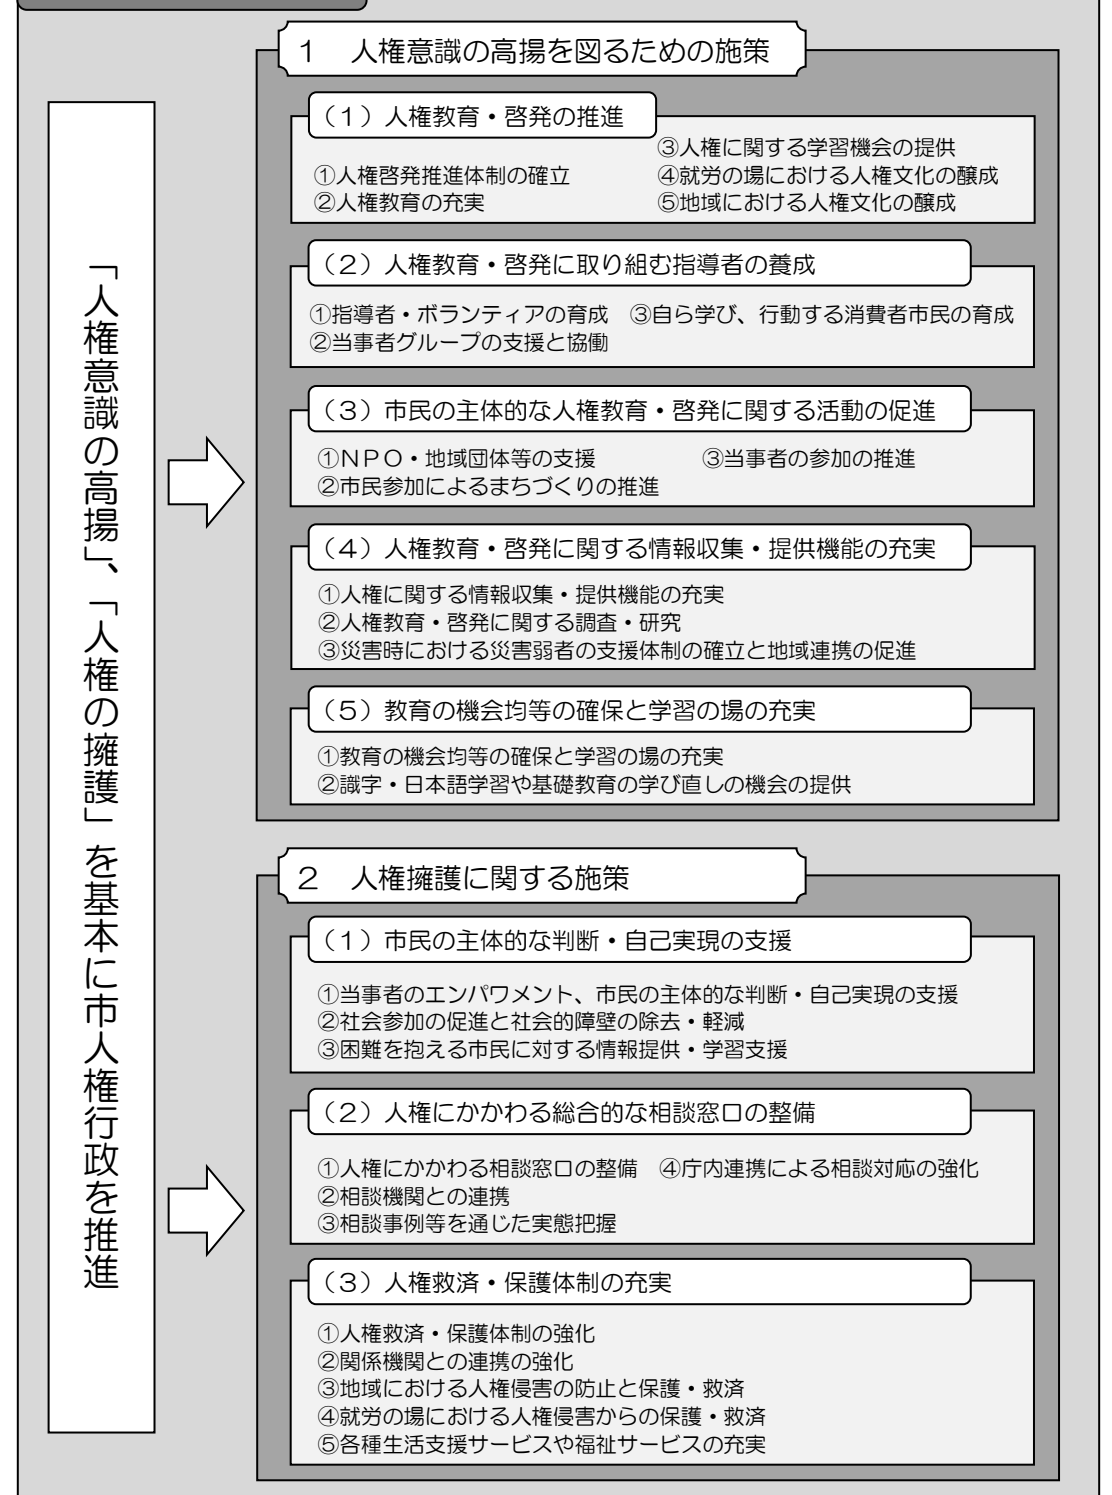 「人権意識の高揚」、「人権の擁護」を基本に市人権行政を推進
１　人権意識の高揚を図るための施策
（１）人権教育・啓発の推進
①人権啓発推進体制の確立
②人権教育の充実
③人権に関する学習機会の提供
④就労の場における人権文化の醸成
⑤地域における人権文化の醸成
（２）人権教育・啓発に取り組む指導者の養成
①指導者・ボランティアの育成　③自ら学び、行動する消費者市民の育成
②当事者グループの支援と協働
（３）市民の主体的な人権教育・啓発に関する活動の促進
①ＮＰＯ・地域団体等の支援　　　　　③当事者の参加の推進
②市民参加によるまちづくりの推進
（４）人権教育・啓発に関する情報収集・提供機能の充実
①人権に関する情報収集・提供機能の充実
②人権教育・啓発に関する調査・研究
③災害時における災害弱者の支援体制の確立と地域連携の促進
（５）教育の機会均等の確保と学習の場の充実
①教育の機会均等の確保と学習の場の充実
②識字・日本語学習や基礎教育の学び直しの機会の提供
２　人権擁護に関する施策
（１）市民の主体的な判断・自己実現の支援
①当事者のエンパワメント、市民の主体的な判断・自己実現の支援
②社会参加の促進と社会的障壁の除去・軽減
③困難を抱える市民に対する情報提供・学習支援
（２）人権にかかわる総合的な相談窓口の整備
①人権にかかわる相談窓口の整備　④庁内連携による相談対応の強化
②相談機関との連携
③相談事例等を通じた実態把握
（３）人権救済・保護体制の充実
①人権救済・保護体制の強化
②関係機関との連携の強化
③地域における人権侵害の防止と保護・救済
④就労の場における人権侵害からの保護・救済
⑤各種生活支援サービスや福祉サービスの充実